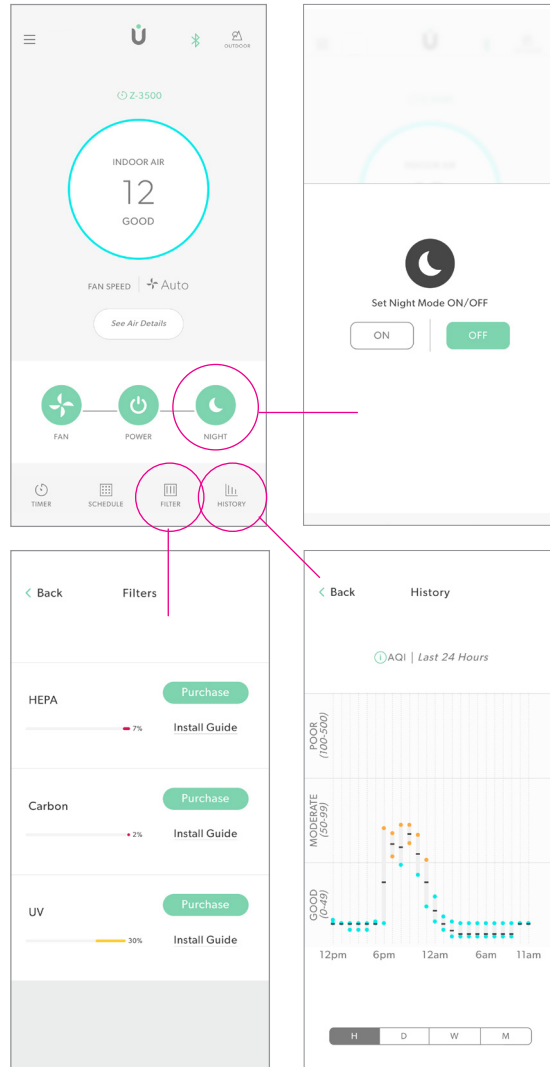 OUTDOOR
Z-3500
INDOOR AIR
12
GOOD
FAN SPEED Auto
See Air Details
FAN POWER NIGHT
TIMER SCHEDULE FILTER HISTORY
Set Night Mode ON/OFF
ON OFF
Back Filters
HEPA Purchase
7% Install Guide
Carbon Purchase
2% Install Guide
UV Purchase
30% Install Guide
Back History
AQI | Last 24 Hours
POOR
(100-500)
MODERATE
(50-99)
GOOD
(0-49)
12pm 6pm 12am 6am 11am
H D W M